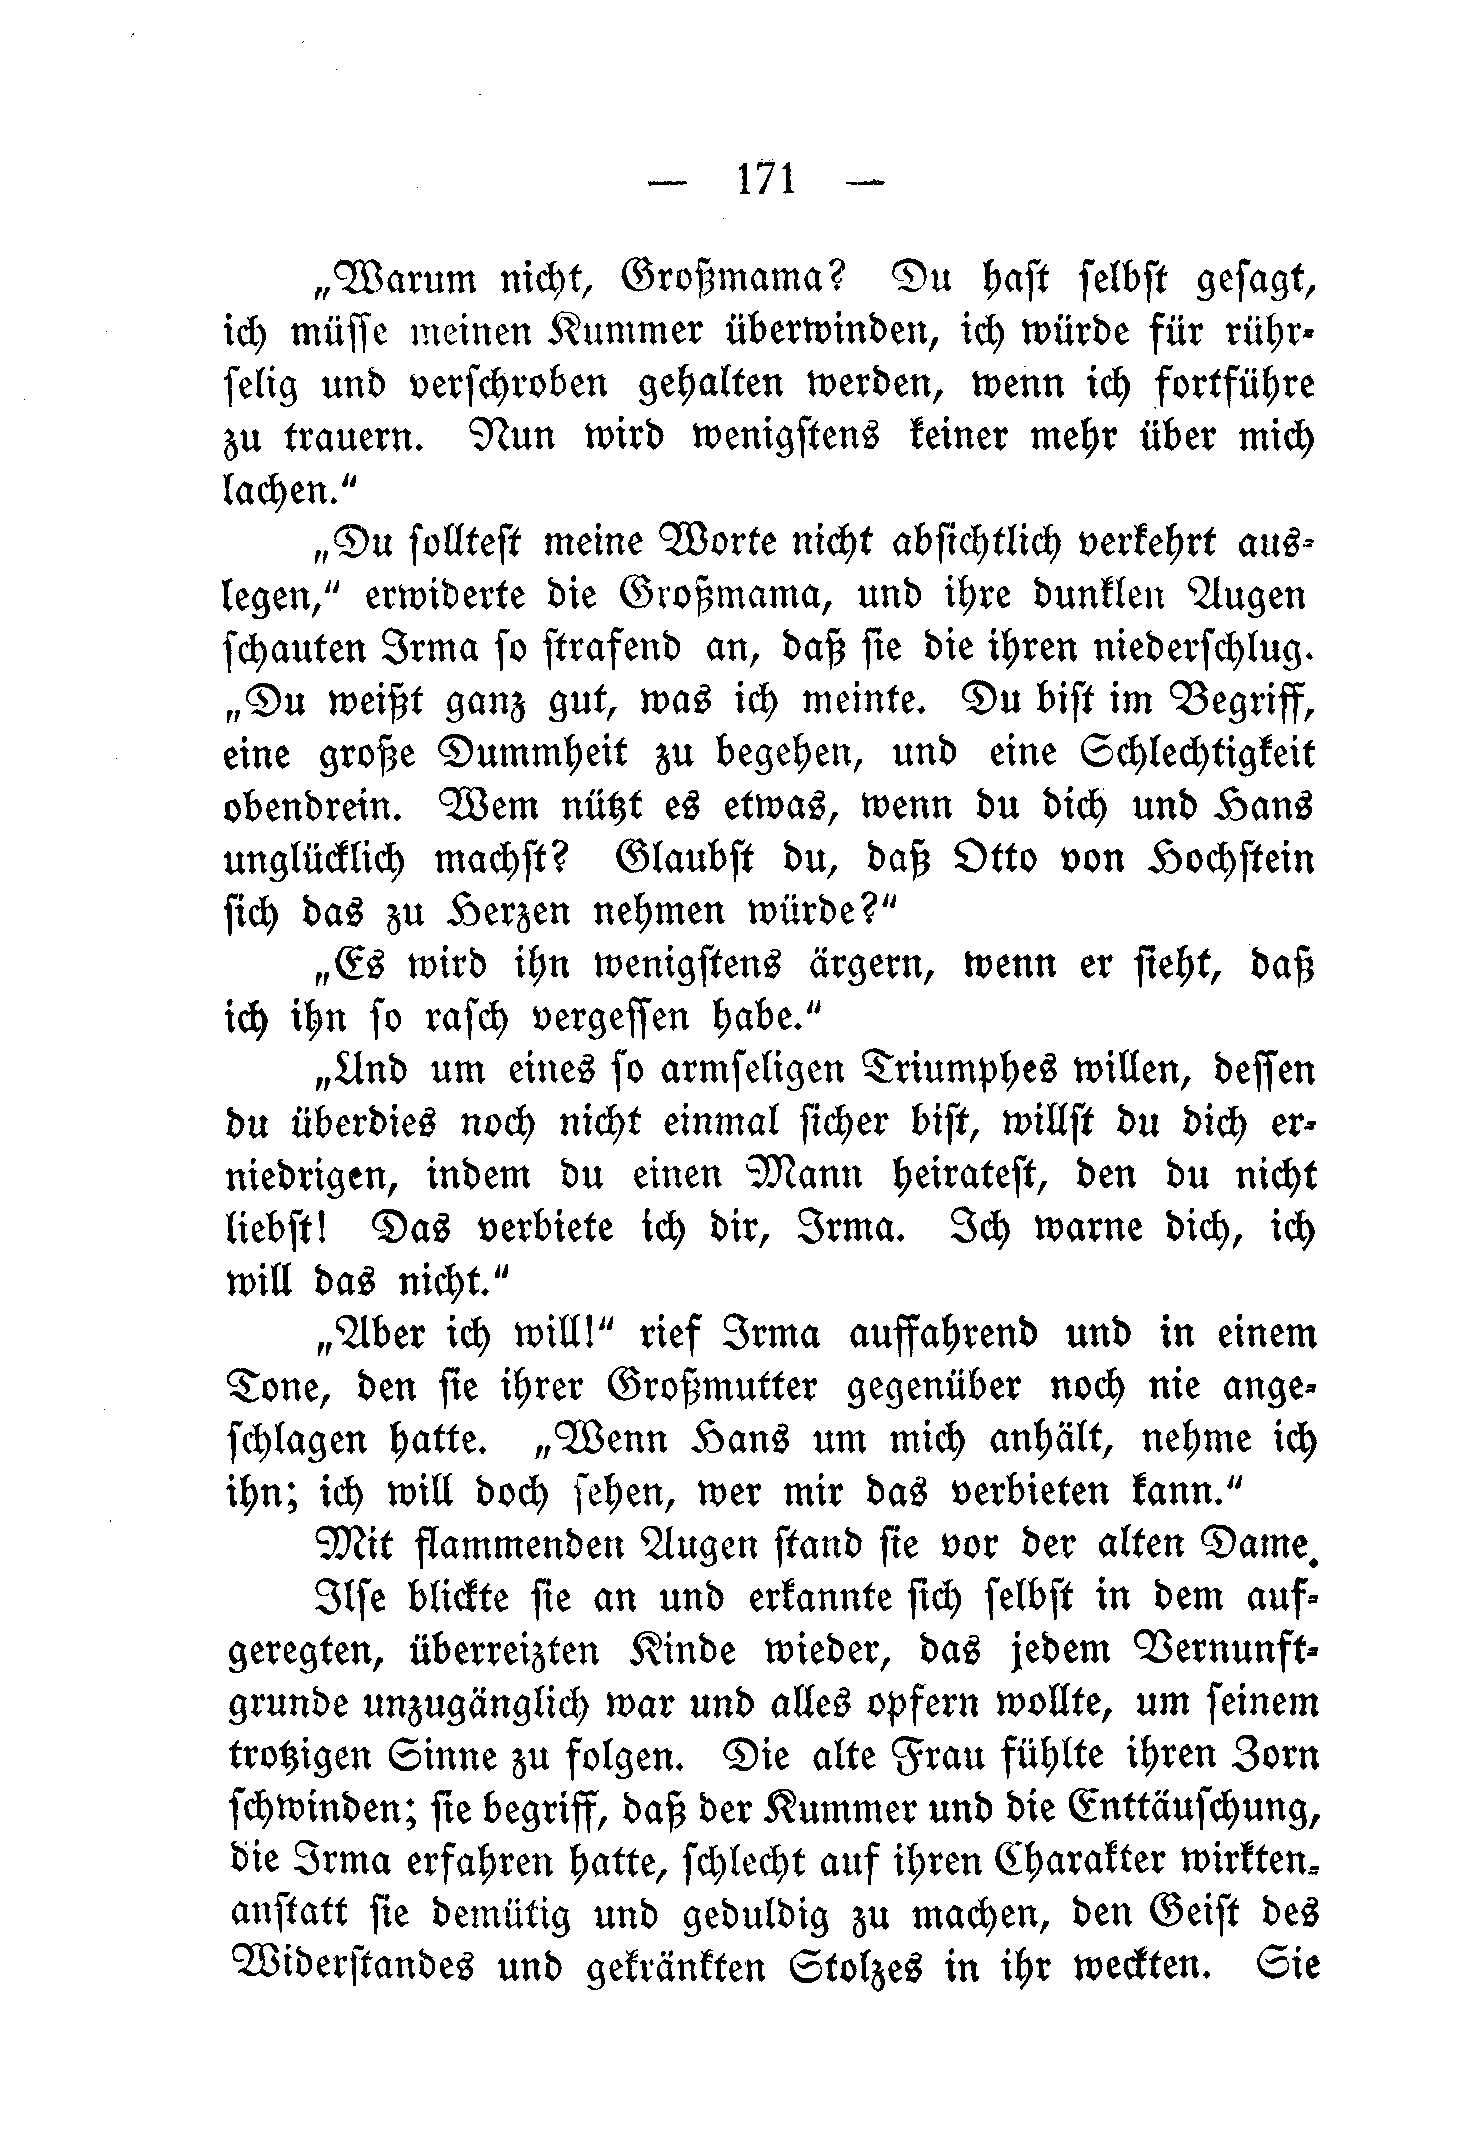 — 171 —
„Warum nicht, Großmama? Du hast selbst gesagt,
ich müsse meinen Kummer überwinden, ich würde für rühr-
selig und verschroben gehalten werden, wenn ich fortführe
zu trauern. Nun wird wenigstens keiner mehr über mich
lachen.“
„Du solltest meine Worte nicht absichtlich verkehrt aus-
legen,“ erwiderte die Großmama, und ihre dunklen Augen
schauten Irma so strafend an, daß sie die ihren niederschlug.
„Du weißt ganz gut, was ich meinte. Du bist im Begriff,
eine große Dummheit zu begehen, und eine Schlechtigkeit
obendrein. Wem nützt es etwas, wenn du dich und Hans
unglücklich machst? Glaubst du, daß Otto von Hochstein
sich das zu Herzen nehmen würde?“
„Es wird ihn wenigstens ärgern, wenn er sieht, daß
ich ihn so rasch vergessen habe.“
„Und um eines so armseligen Triumphes willen, dessen
du überdies noch nicht einmal sicher bist, willst du dich er-
niedrigen, indem du einen Mann heiratest, den du nicht
liebst! Das verbiete ich dir, Irma. Ich warne dich, ich
will das nicht.“
„Aber ich will!“ rief Irma auffahrend und in einem
Tone, den sie ihrer Großmutter gegenüber noch nie ange-
schlagen hatte. „Wenn Hans um mich anhält, nehme ich
ihn; ich will doch sehen, wer mir das verbieten kann.“
Mit flammenden Augen stand sie vor der alten Dame.
Ilse blickte sie an und erkannte sich selbst in dem auf-
geregten, überreizten Kinde wieder, das jedem Vernunft-
grunde unzugänglich war und alles opfern wollte, um seinem
trotzigen Sinne zu folgen. Die alte Frau fühlte ihren Zorn
schwinden; sie begriff, daß der Kummer und die Enttäuschung,
die Irma erfahren hatte, schlecht auf ihren Charakter wirkten-
anstatt sie demütig und geduldig zu machen, den Geist des
Widerstandes und gekränkten Stolzes in ihr weckten. Sie